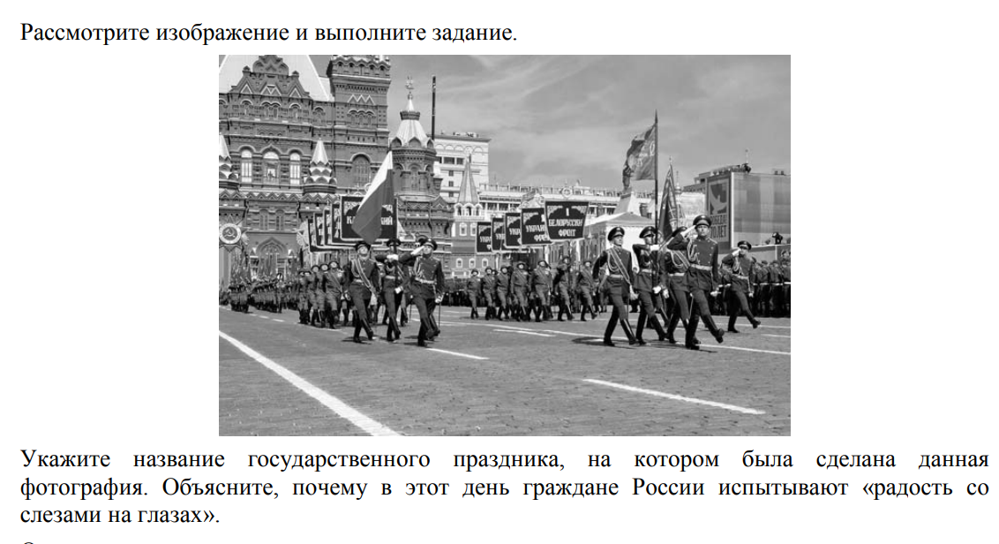 Рассмотрите изображение и выполните задание.
I
БЕЛОРУССКИЙ
ФРОНТ
Укажите название государственного праздника, на котором была сделана данная
фотография. Объясните, почему в этот день граждане России испытывают «радость со
слезами на глазах».